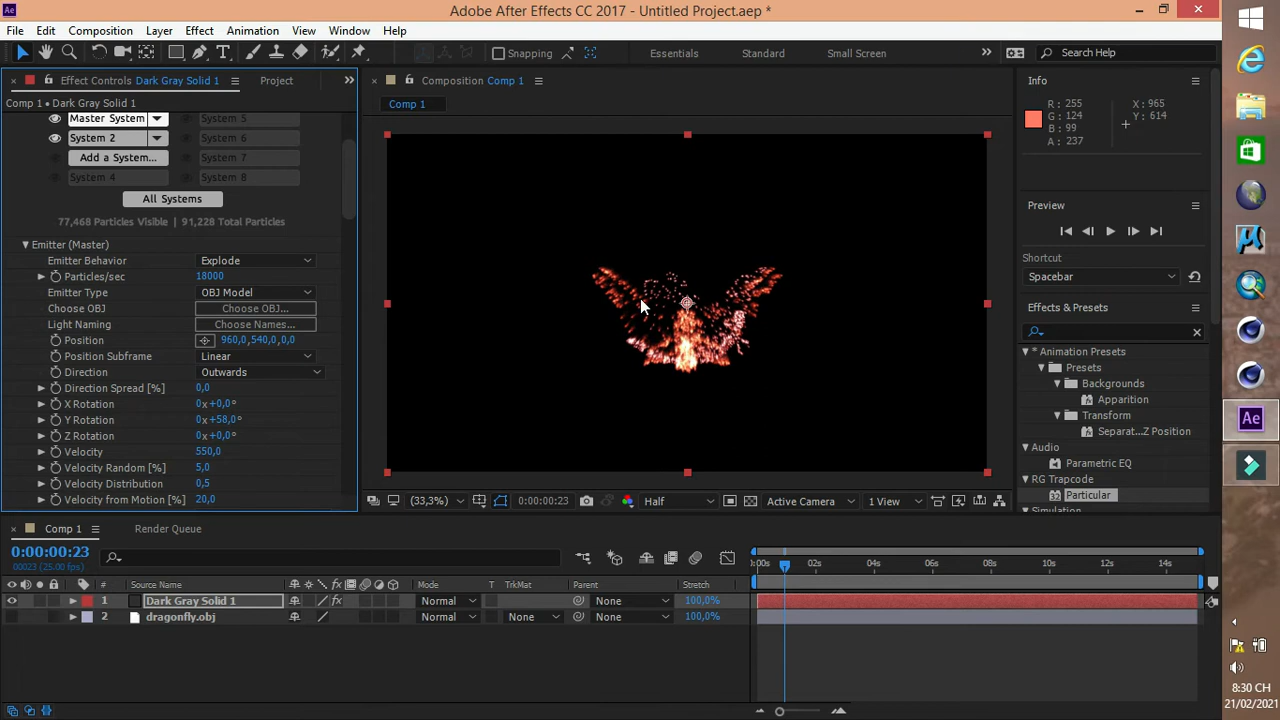 Adobe After Effects CC 2017 - Untitled Project.aep *
File Edit Composition Layer Effect Animation View Window Help
Snapping Essentials Standard Small Screen » Search Help
× Effect Controls Dark Gray Solid 1 Project »
Comp 1 • Dark Gray Solid 1
Master System System 5
System 2 System 6
Add a System... System 7
System 4 System 8
All Systems
77,468 Particles Visible | 91,228 Total Particles
Emitter (Master)
Emitter Behavior Explode
Particles/sec 18000
Emitter Type OBJ Model
Choose OBJ Choose OBJ...
Light Naming Choose Names...
Position 960,0,540,0,0,0
Position Subframe Linear
Direction Outwards
Direction Spread [%] 0,0
X Rotation 0x+0,0°
Y Rotation 0x+58,0°
Z Rotation 0x+0,0°
Velocity 550,0
Velocity Random [%] 5,0
Velocity Distribution 0,5
Velocity from Motion [%] 20,0
× Composition Comp 1
Comp 1
(33,3%) 0:00:00:23 Half Active Camera 1 View
Info
R: 255 X: 965
G: 124 Y: 614
B: 99
A: 237
Preview
Shortcut
Spacebar
Effects & Presets
* Animation Presets
Presets
Backgrounds
Apparition
Transform
Separat...Z Position
Audio
Parametric EQ
RG Trapcode
32 Particular
Simulation
× Comp 1 Render Queue
0:00:00:23
00023 (25.00 fps)
# Source Name fx Mode T TrkMat Parent Stretch
1 Dark Gray Solid 1 fx Normal None 100,0%
2 dragonfly.obj Normal None None 100,0%
:00s 02s 04s 06s 08s 10s 12s 14s
Ae
8:30 CH
21/02/2021